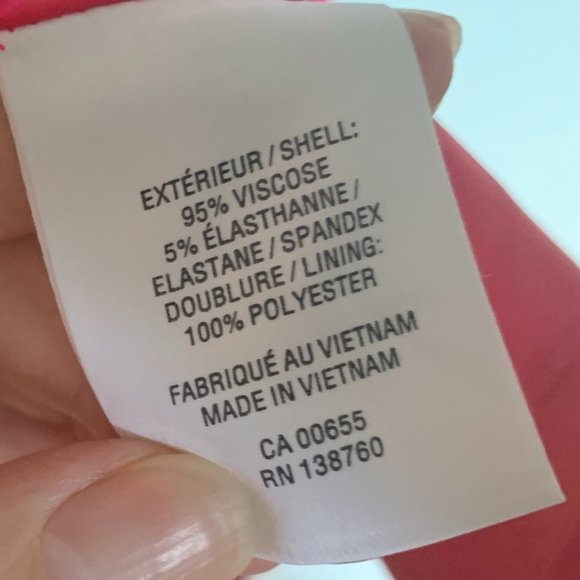 EXTÉRIEUR / SHELL:
95% VISCOSE
5% ÉLASTHANNE /
ELASTANE / SPANDEX
DOUBLURE / LINING:
100% POLYESTER
FABRIQUÉ AU VIETNAM
MADE IN VIETNAM
CA 00655
RN 138760